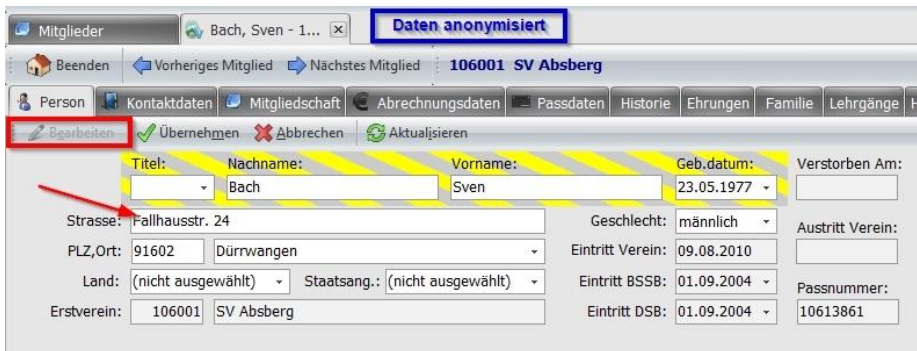 Mitglieder Bach, Sven - 1... x Daten anonymisiert
Beenden Vorheriges Mitglied Nächstes Mitglied 106001 SV Absberg
Person Kontaktdaten Mitgliedschaft Abrechnungsdaten Passdaten Historie Ehrungen Familie Lehrgänge
Bearbeiten Übernehmen Abbrechen Aktualisieren
Titel: Nachname: Vorname: Geb.datum: Verstorben Am:
Bach Sven 23.05.1977
Strasse: Fallhausstr. 24 Geschlecht: männlich Austritt Verein:
PLZ,Ort: 91602 Dürrwangen Eintritt Verein: 09.08.2010
Land: (nicht ausgewählt) Staatsang.: (nicht ausgewählt) Eintritt BSSB: 01.09.2004 Passnummer:
Erstverein: 106001 SV Absberg Eintritt DSB: 01.09.2004 10613861